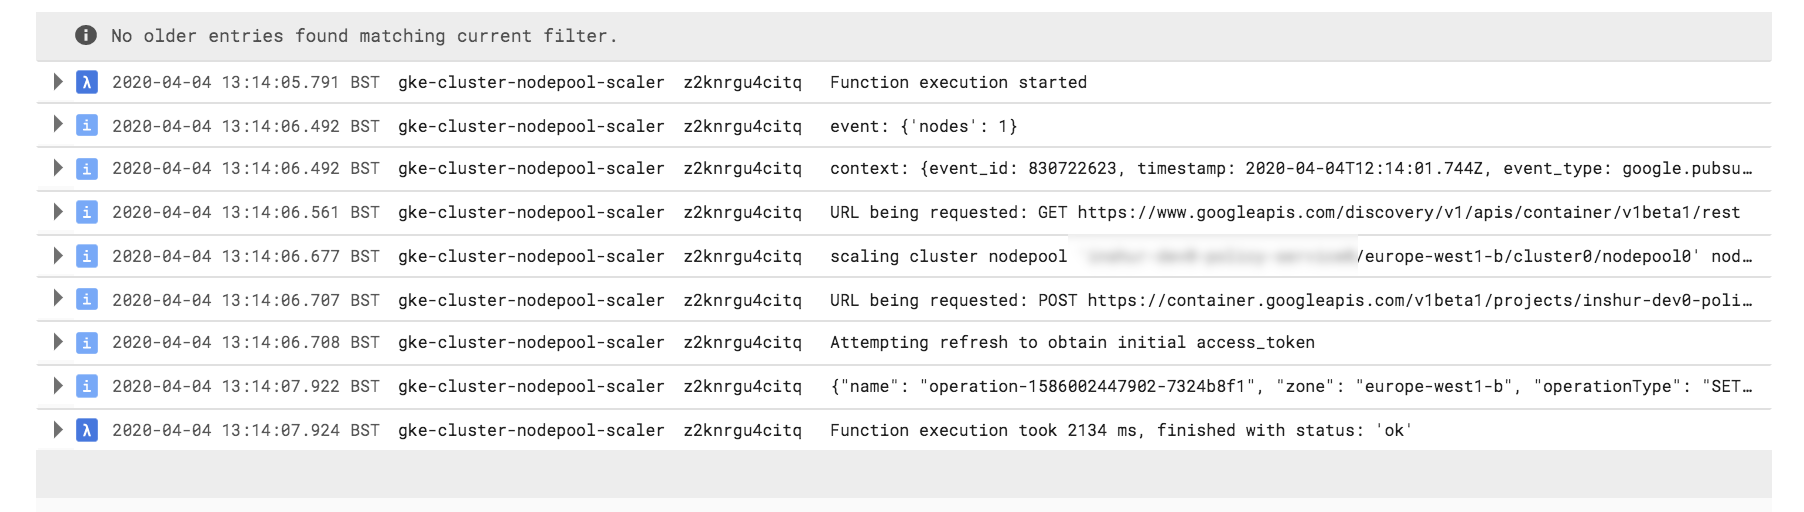 No older entries found matching current filter.
2020-04-04 13:14:05.791 BST gke-cluster-nodepool-scaler z2knrgu4citq Function execution started
2020-04-04 13:14:06.492 BST gke-cluster-nodepool-scaler z2knrgu4citq event: {'nodes': 1}
2020-04-04 13:14:06.492 BST gke-cluster-nodepool-scaler z2knrgu4citq context: {event_id: 830722623, timestamp: 2020-04-04T12:14:01.744Z, event_type: google.pubsu…
2020-04-04 13:14:06.561 BST gke-cluster-nodepool-scaler z2knrgu4citq URL being requested: GET https://www.googleapis.com/discovery/v1/apis/container/v1beta1/rest
2020-04-04 13:14:06.677 BST gke-cluster-nodepool-scaler z2knrgu4citq scaling cluster nodepool /europe-west1-b/cluster0/nodepool0' nod…
2020-04-04 13:14:06.707 BST gke-cluster-nodepool-scaler z2knrgu4citq URL being requested: POST https://container.googleapis.com/v1beta1/projects/inshur-dev0-poli…
2020-04-04 13:14:06.708 BST gke-cluster-nodepool-scaler z2knrgu4citq Attempting refresh to obtain initial access_token
2020-04-04 13:14:07.922 BST gke-cluster-nodepool-scaler z2knrgu4citq {"name": "operation-1586002447902-7324b8f1", "zone": "europe-west1-b", "operationType": "SET…
2020-04-04 13:14:07.924 BST gke-cluster-nodepool-scaler z2knrgu4citq Function execution took 2134 ms, finished with status: 'ok'